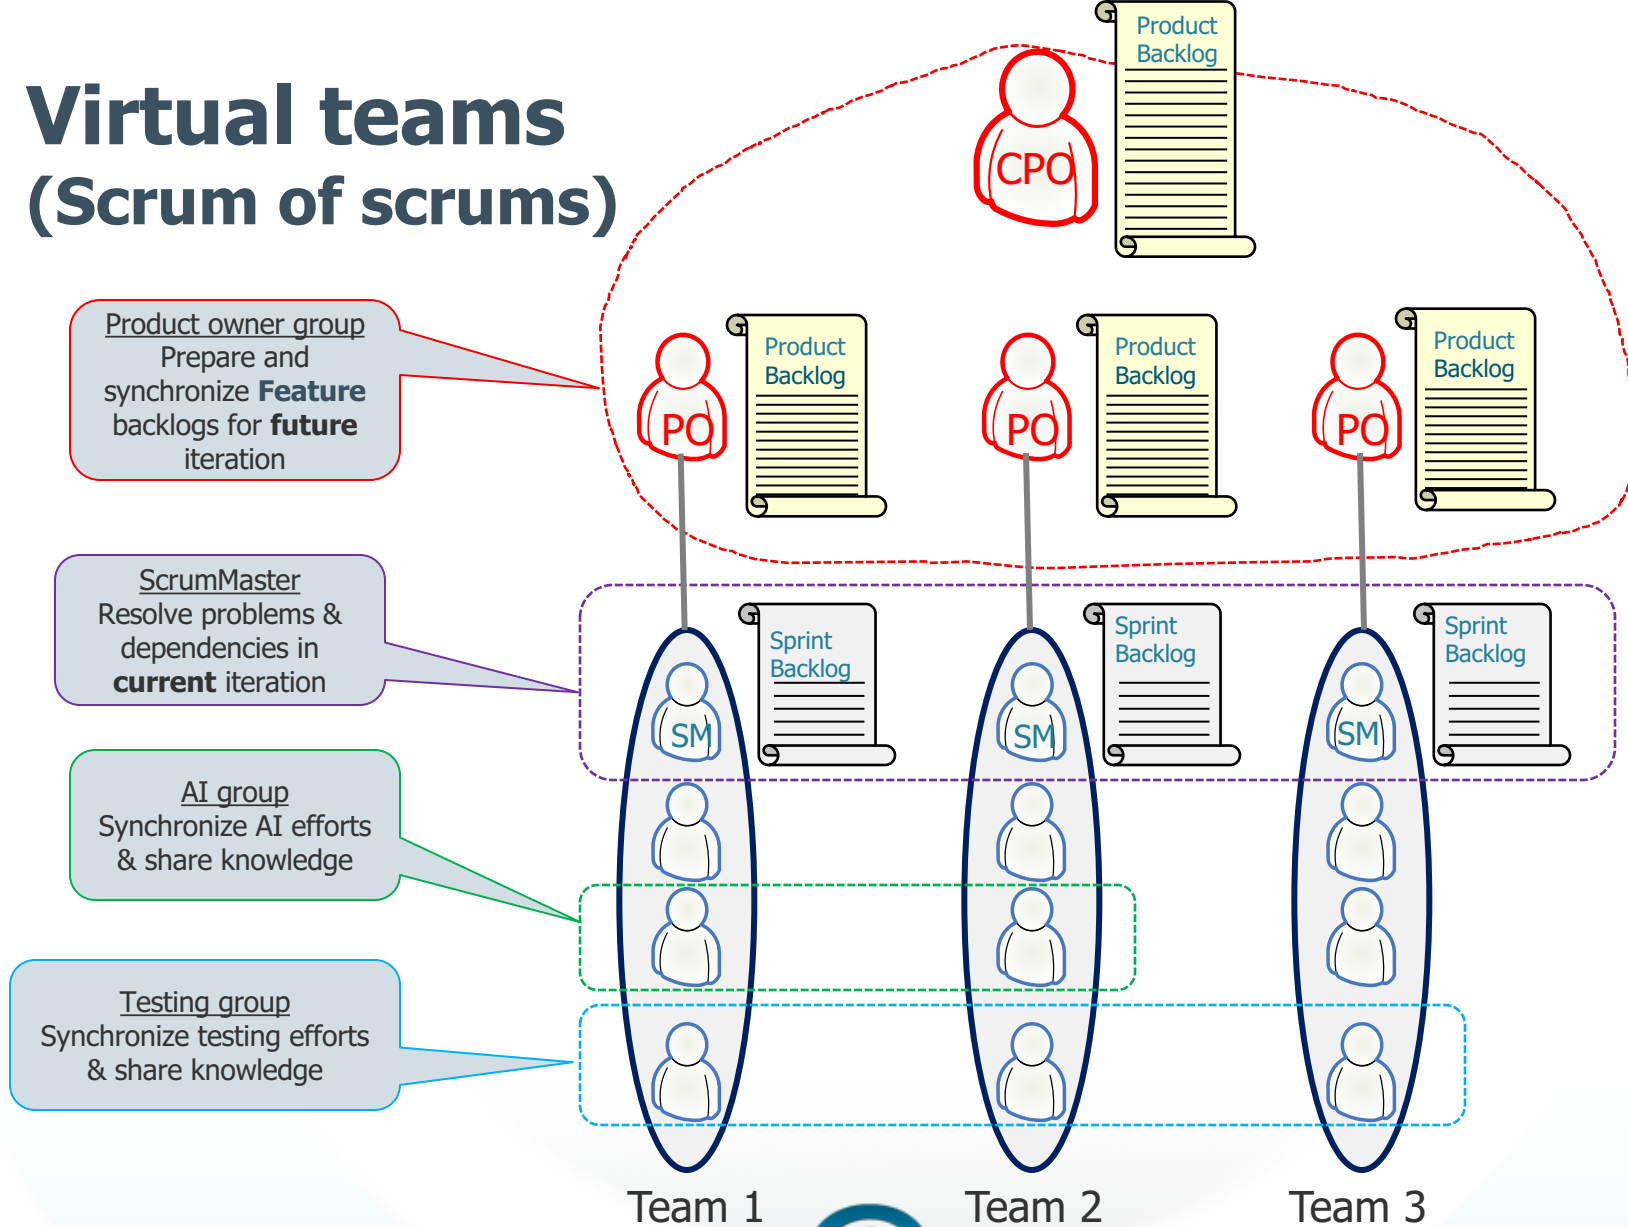 Virtual teams
(Scrum of scrums)
Product
Backlog
CPO
Product owner group
Prepare and
synchronize Feature
backlogs for future
iteration
PO
Product
Backlog
PO
Product
Backlog
PO
Product
Backlog
ScrumMaster
Resolve problems &
dependencies in
current iteration
SM
Sprint
Backlog
SM
Sprint
Backlog
SM
Sprint
Backlog
AI group
Synchronize AI efforts
& share knowledge
Testing group
Synchronize testing efforts
& share knowledge
Team 1
Team 2
Team 3